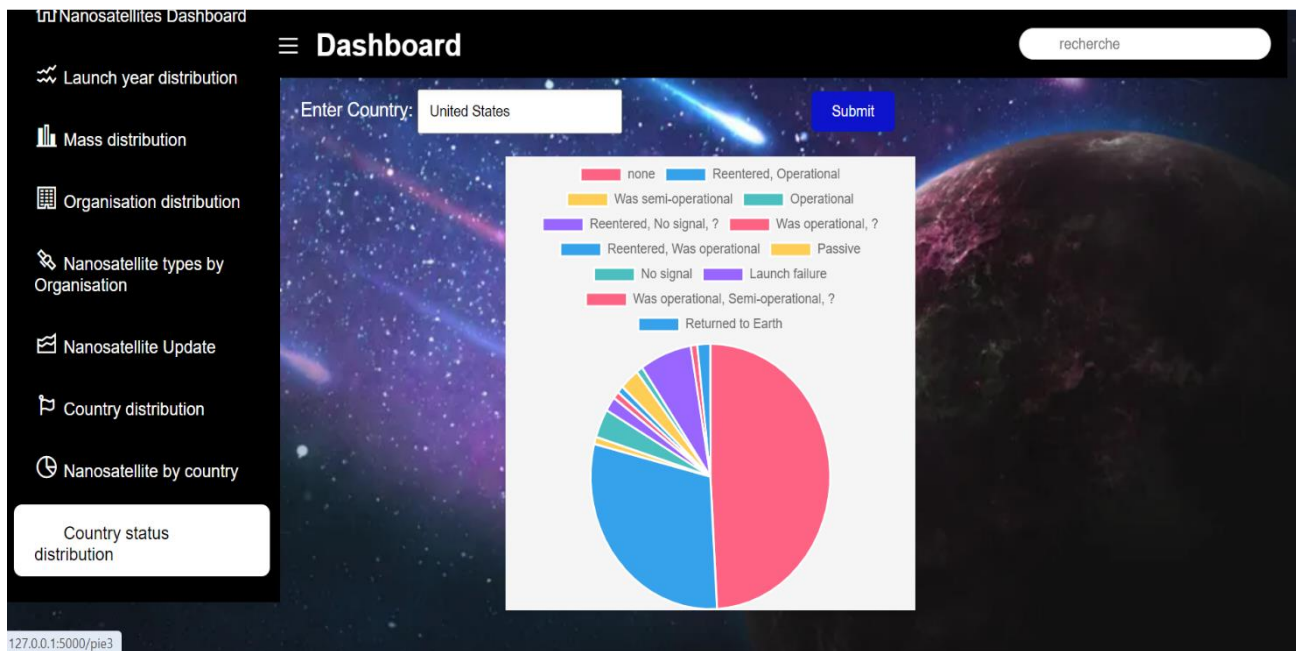 Nanosatellites Dashboard
Launch year distribution
Mass distribution
Organisation distribution
Nanosatellite types by
Organisation
Nanosatellite Update
Country distribution
Nanosatellite by country
Country status
distribution
Dashboard
recherche
Enter Country: United States Submit
none Reentered, Operational
Was semi-operational Operational
Reentered, No signal, ? Was operational, ?
Reentered, Was operational Passive
No signal Launch failure
Was operational, Semi-operational, ?
Returned to Earth
127.0.0.1:5000/pie3